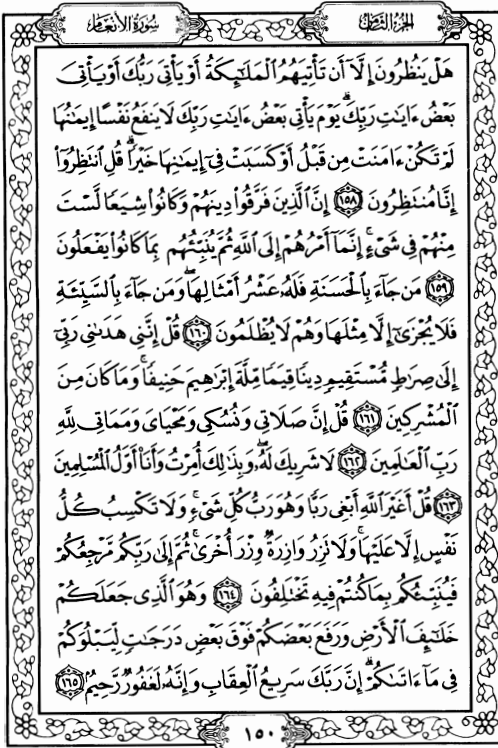 سورة الأنعام
الجزء الثامن
هَلْ يَنظُرُونَ إِلَّآ أَن تَأْتِيَهُمُ ٱلْمَلَٰٓئِكَةُ أَوْ يَأْتِىَ رَبُّكَ أَوْ يَأْتِىَ
بَعْضُ ءَايَٰتِ رَبِّكَ ۗ يَوْمَ يَأْتِى بَعْضُ ءَايَٰتِ رَبِّكَ لَا يَنفَعُ نَفْسًا إِيمَٰنُهَا
لَمْ تَكُنْ ءَامَنَتْ مِن قَبْلُ أَوْ كَسَبَتْ فِىٓ إِيمَٰنِهَا خَيْرًا ۗ قُلِ ٱنتَظِرُوٓا۟
إِنَّا مُنتَظِرُونَ ١٥٨ إِنَّ ٱلَّذِينَ فَرَّقُوا۟ دِينَهُمْ وَكَانُوا۟ شِيَعًا لَّسْتَ
مِنْهُمْ فِى شَىْءٍ ۚ إِنَّمَآ أَمْرُهُمْ إِلَى ٱللَّهِ ثُمَّ يُنَبِّئُهُم بِمَا كَانُوا۟ يَفْعَلُونَ
١٥٩ مَن جَآءَ بِٱلْحَسَنَةِ فَلَهُۥ عَشْرُ أَمْثَالِهَا ۖ وَمَن جَآءَ بِٱلسَّيِّئَةِ
فَلَا يُجْزَىٰٓ إِلَّا مِثْلَهَا وَهُمْ لَا يُظْلَمُونَ ١٦٠ قُلْ إِنَّنِى هَدَىٰنِى رَبِّىٓ
إِلَىٰ صِرَٰطٍ مُّسْتَقِيمٍ دِينًا قِيَمًا مِّلَّةَ إِبْرَٰهِيمَ حَنِيفًا ۚ وَمَا كَانَ مِنَ
ٱلْمُشْرِكِينَ ١٦١ قُلْ إِنَّ صَلَاتِى وَنُسُكِى وَمَحْيَاىَ وَمَمَاتِى لِلَّهِ
رَبِّ ٱلْعَٰلَمِينَ ١٦٢ لَا شَرِيكَ لَهُۥ ۖ وَبِذَٰلِكَ أُمِرْتُ وَأَنَا۠ أَوَّلُ ٱلْمُسْلِمِينَ
١٦٣ قُلْ أَغَيْرَ ٱللَّهِ أَبْغِى رَبًّا وَهُوَ رَبُّ كُلِّ شَىْءٍ ۚ وَلَا تَكْسِبُ كُلُّ
نَفْسٍ إِلَّا عَلَيْهَا ۚ وَلَا تَزِرُ وَازِرَةٌ وِزْرَ أُخْرَىٰ ۚ ثُمَّ إِلَىٰ رَبِّكُم مَّرْجِعُكُمْ
فَيُنَبِّئُكُم بِمَا كُنتُمْ فِيهِ تَخْتَلِفُونَ ١٦٤ وَهُوَ ٱلَّذِى جَعَلَكُمْ
خَلَٰٓئِفَ ٱلْأَرْضِ وَرَفَعَ بَعْضَكُمْ فَوْقَ بَعْضٍ دَرَجَٰتٍ لِّيَبْلُوَكُمْ
فِى مَآ ءَاتَىٰكُمْ ۗ إِنَّ رَبَّكَ سَرِيعُ ٱلْعِقَابِ وَإِنَّهُۥ لَغَفُورٌ رَّحِيمٌۢ ١٦٥
١٥٠